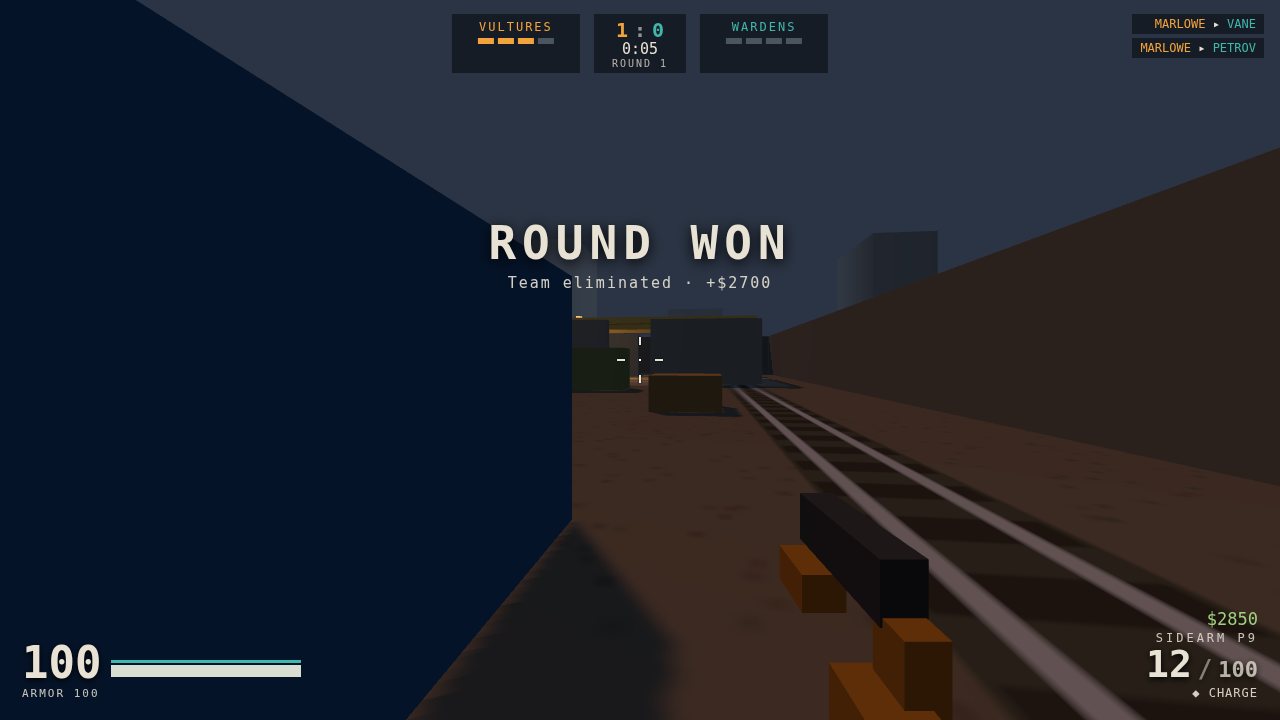 VULTURES
1 : 0
0:05
ROUND 1
WARDENS
MARLOWE ▸ VANE
MARLOWE ▸ PETROV
ROUND WON
Team eliminated · +$2700
100
ARMOR 100
$2850
SIDEARM P9
12 / 100
◆ CHARGE